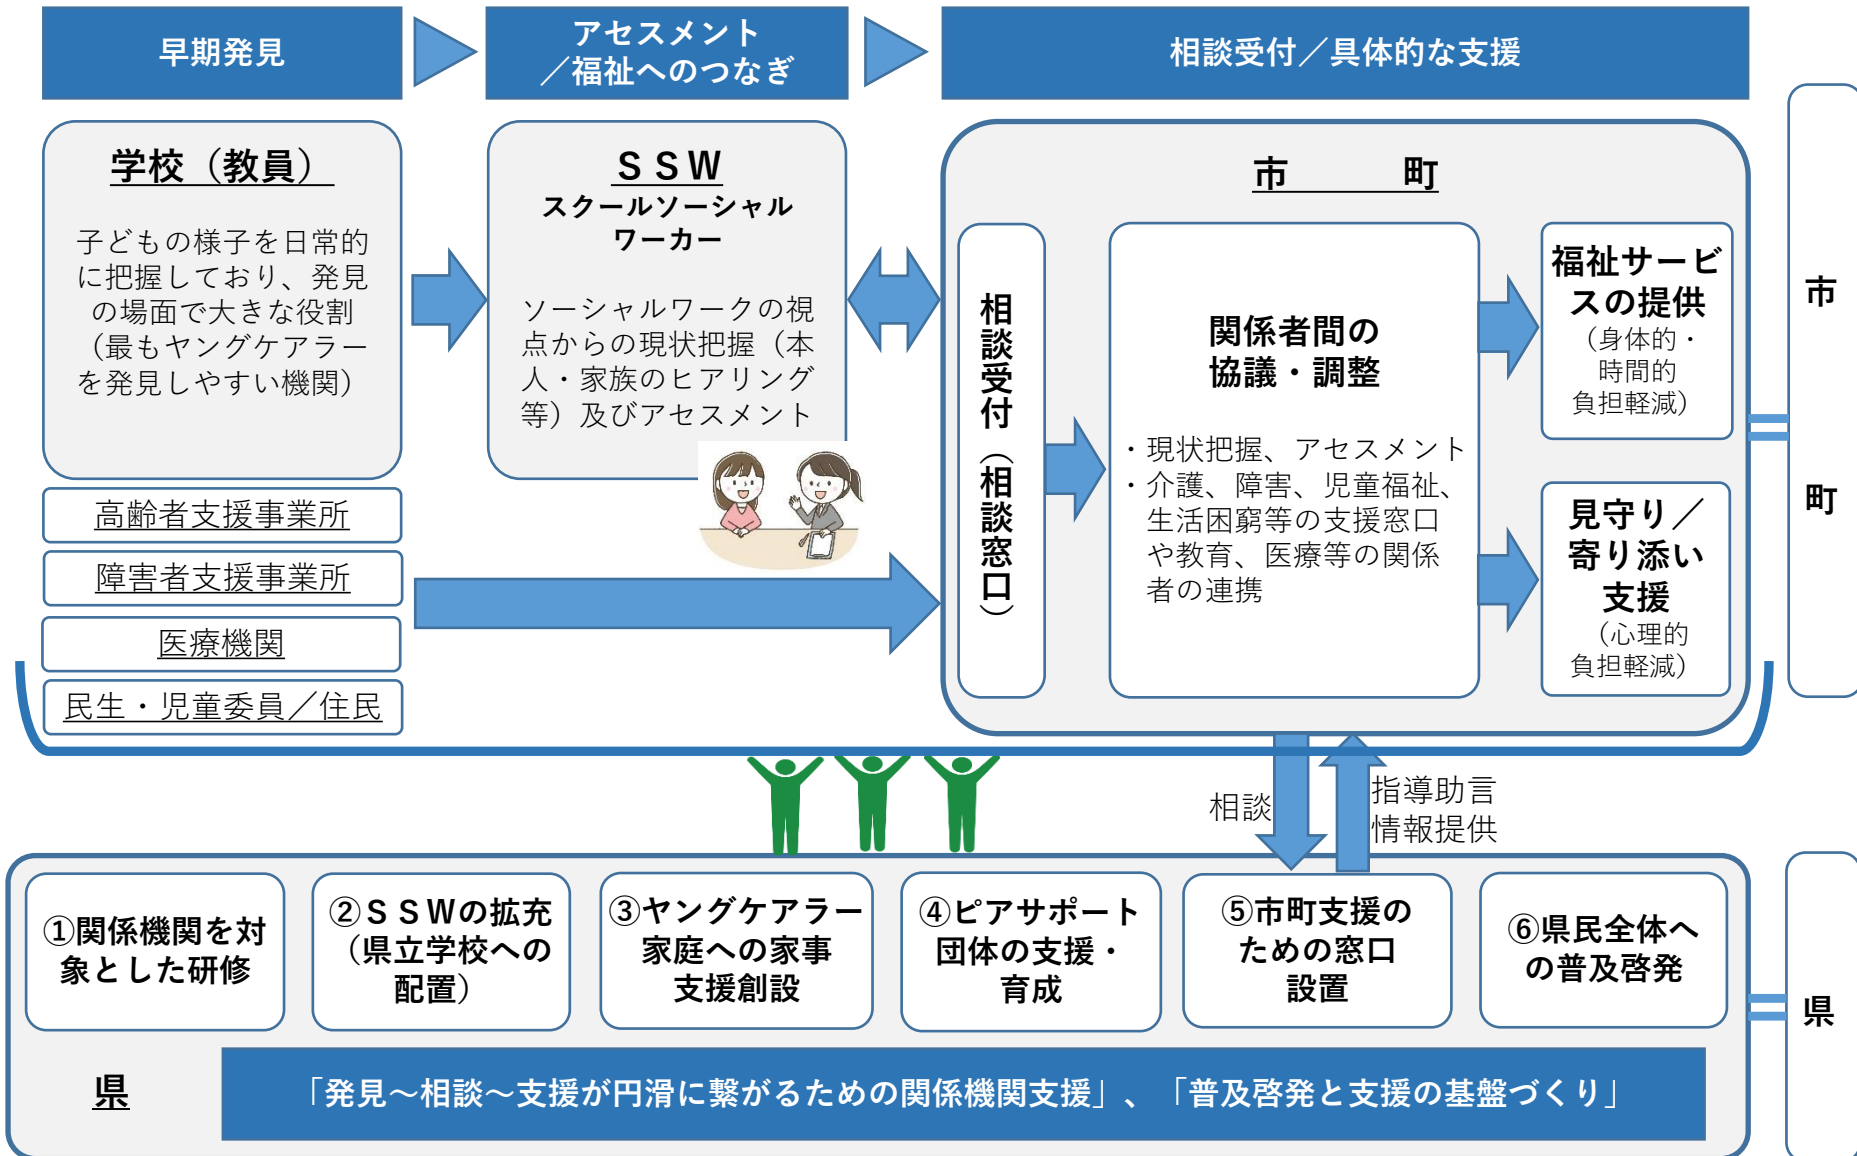 早期発見
アセスメント
／福祉へのつなぎ
相談受付／具体的な支援
学校（教員）
子どもの様子を日常的
に把握しており、発見
の場面で大きな役割
（最もヤングケアラー
を発見しやすい機関）
高齢者支援事業所
障害者支援事業所
医療機関
民生・児童委員／住民
ＳＳＷ
スクールソーシャル
ワーカー
ソーシャルワークの視
点からの現状把握（本
人・家族のヒアリング
等）及びアセスメント
市　　　町
相談受付（相談窓口）
関係者間の
協議・調整
・現状把握、アセスメント
・介護、障害、児童福祉、
生活困窮等の支援窓口
や教育、医療等の関係
者の連携
福祉サービ
スの提供
（身体的・
時間的
負担軽減）
見守り／
寄り添い
支援
（心理的
負担軽減）
市
町
相談
指導助言
情報提供
①関係機関を対
象とした研修
②ＳＳＷの拡充
（県立学校への
配置）
③ヤングケアラー
家庭への家事
支援創設
④ピアサポート
団体の支援・
育成
⑤市町支援の
ための窓口
設置
⑥県民全体へ
の普及啓発
県
「発見～相談～支援が円滑に繋がるための関係機関支援」、「普及啓発と支援の基盤づくり」
県